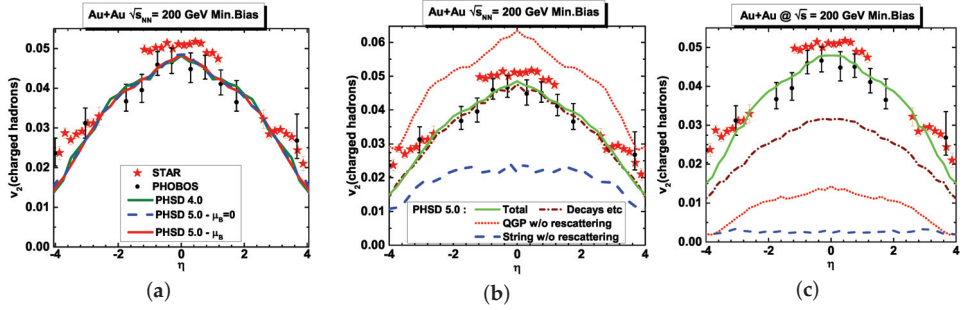 Au+Au √s_NN = 200 GeV Min.Bias
v₂(charged hadrons)
0.05
0.04
0.03
0.02
0.01
0.00
STAR
PHOBOS
PHSD 4.0
PHSD 5.0 - μ_B=0
PHSD 5.0 - μ_B
-4
-2
0
2
4
η
(a)
Au+Au √s_NN = 200 GeV Min.Bias
v₂(charged hadrons)
0.06
0.05
0.04
0.03
0.02
0.01
0.00
PHSD 5.0 : Total Decays etc
QGP w/o rescattering
String w/o rescattering
-4
-2
0
2
4
η
(b)
Au+Au @ √s = 200 GeV Min.Bias
v₂(charged hadrons)
0.05
0.04
0.03
0.02
0.01
0.00
-4
-2
0
2
4
η
(c)